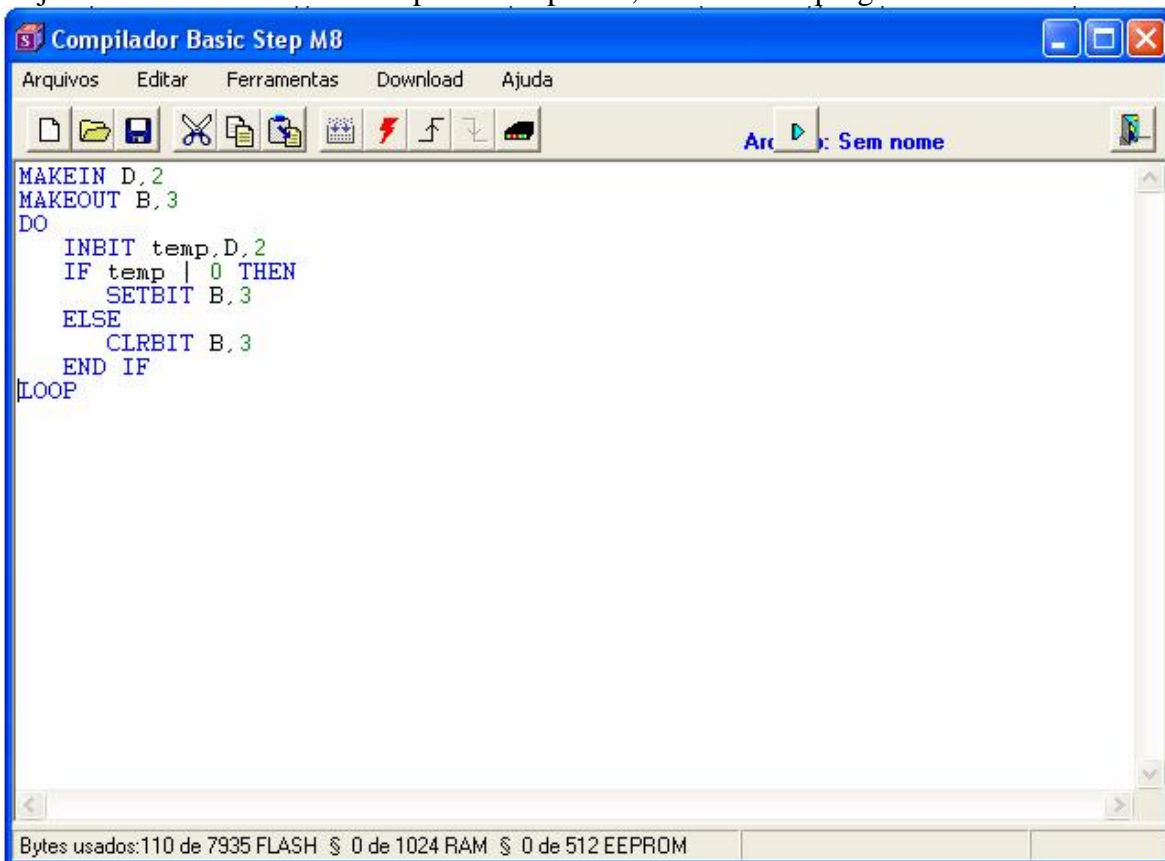 Compilador Basic Step M8
Arquivos Editar Ferramentas Download Ajuda
: Sem nome
MAKEIN D,2
MAKEOUT B,3
DO
INBIT temp,D,2
IF temp | 0 THEN
SETBIT B,3
ELSE
CLRBIT B,3
END IF
LOOP
Bytes usados:110 de 7935 FLASH § 0 de 1024 RAM § 0 de 512 EEPROM